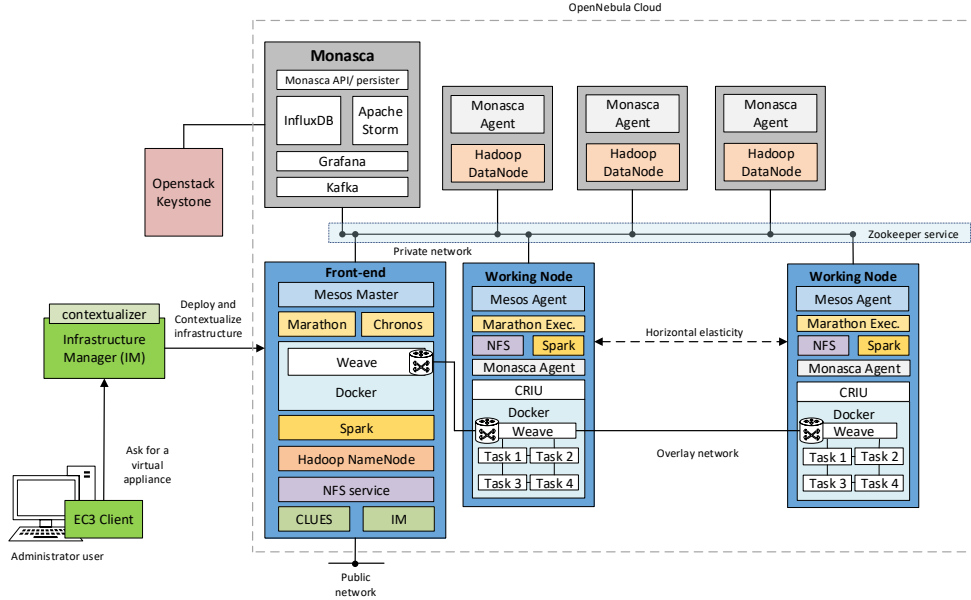 OpenNebula Cloud
Monasca
Monasca API/ persister
InfluxDB
Apache
Storm
Grafana
Kafka
Monasca
Agent
Hadoop
DataNode
Monasca
Agent
Hadoop
DataNode
Monasca
Agent
Hadoop
DataNode
Openstack
Keystone
Zookeeper service
Private network
Front-end
Mesos Master
Marathon
Chronos
Weave
Docker
Spark
Hadoop NameNode
NFS service
CLUES
IM
Public
network
Working Node
Mesos Agent
Marathon Exec.
NFS
Spark
Monasca Agent
CRIU
Docker
Weave
Task 1
Task 2
Task 3
Task 4
Horizontal elasticity
Overlay network
Working Node
Mesos Agent
Marathon Exec.
NFS
Spark
Monasca Agent
CRIU
Docker
Weave
Task 1
Task 2
Task 3
Task 4
contextualizer
Infrastructure
Manager (IM)
Deploy and
Contextualize
infrastructure
Ask for a
virtual
appliance
EC3 Client
Administrator user